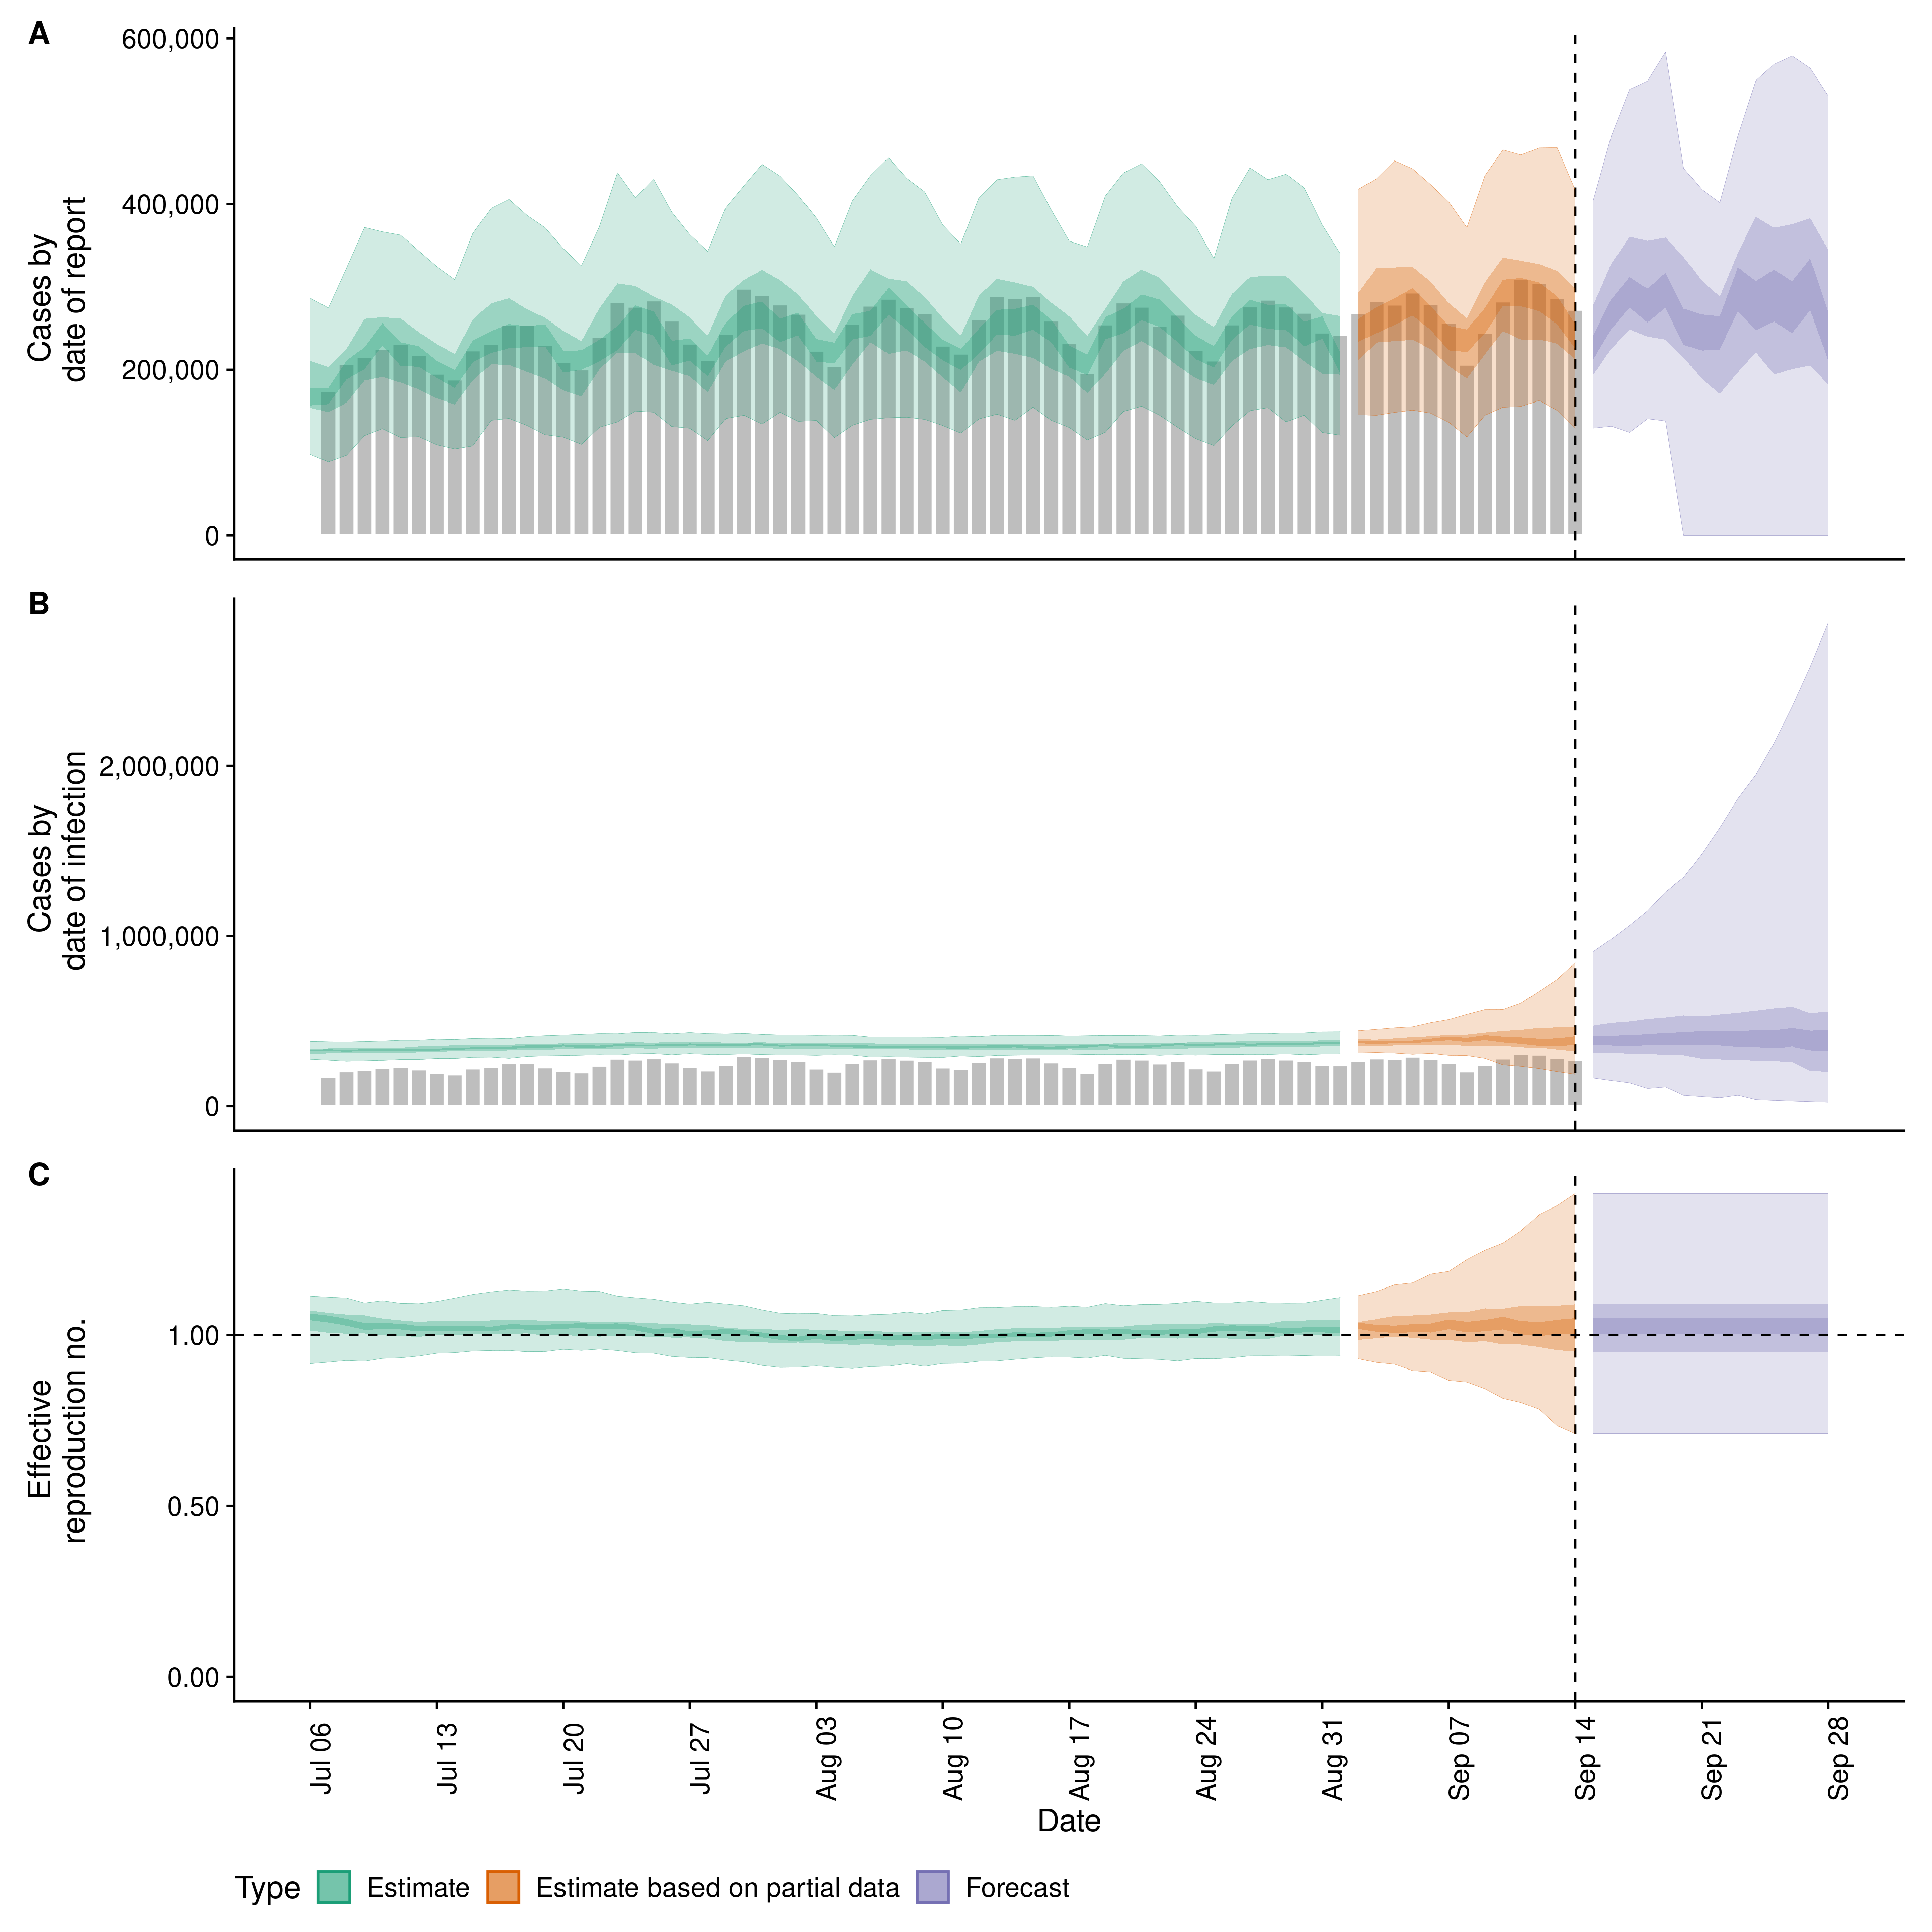 A
600,000
400,000
200,000
0
Cases by
date of report
B
2,000,000
1,000,000
0
Cases by
date of infection
C
1.00
0.50
0.00
Effective
reproduction no.
Jul 06
Jul 13
Jul 20
Jul 27
Aug 03
Aug 10
Aug 17
Aug 24
Aug 31
Sep 07
Sep 14
Sep 21
Sep 28
Date
Type Estimate Estimate based on partial data Forecast